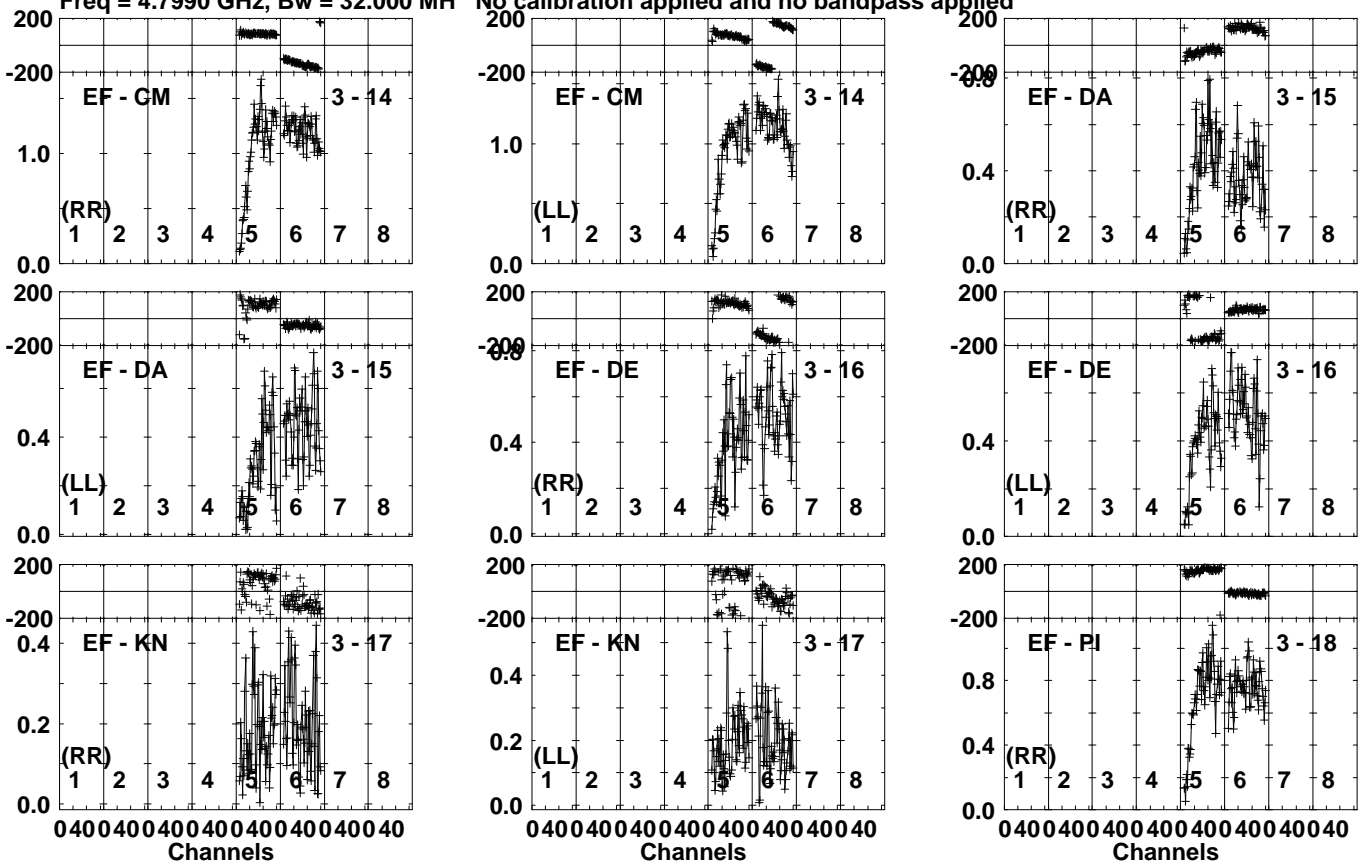 Freq = 4.7990 GHz, Bw = 32.000 MH No calibration applied and no bandpass applied
200 200 200
-200 -200 -200
0.8
EF - CM 3 - 14 EF - CM 3 - 14 EF - DA 3 - 15
1.0 1.0 0.4
(RR) (LL) (RR)
1 2 3 4 5 6 7 8 1 2 3 4 5 6 7 8 1 2 3 4 5 6 7 8
0.0 0.0 0.0
200 200 200
-200 -200 -200
0.8
EF - DA 3 - 15 EF - DE 3 - 16 EF - DE 3 - 16
0.4 0.4 0.4
(LL) (RR) (LL)
1 2 3 4 5 6 7 8 1 2 3 4 5 6 7 8 1 2 3 4 5 6 7 8
0.0 0.0 0.0
200 200 200
-200 -200 -200
EF - KN 3 - 17 EF - KN 3 - 17 EF - PI 3 - 18
0.4 0.4 0.8
0.2 0.2 0.4
(RR) (LL) (RR)
1 2 3 4 5 6 7 8 1 2 3 4 5 6 7 8 1 2 3 4 5 6 7 8
0.0 0.0 0.0
0 40 0 40 0 40 0 40 0 40 0 40 0 40 0 40 0 40 0 40 0 40 0 40 0 40 0 40 0 40 0 40 0 40 0 40 0 40 0 40 0 40 0 40 0 40 0 40
Channels Channels Channels